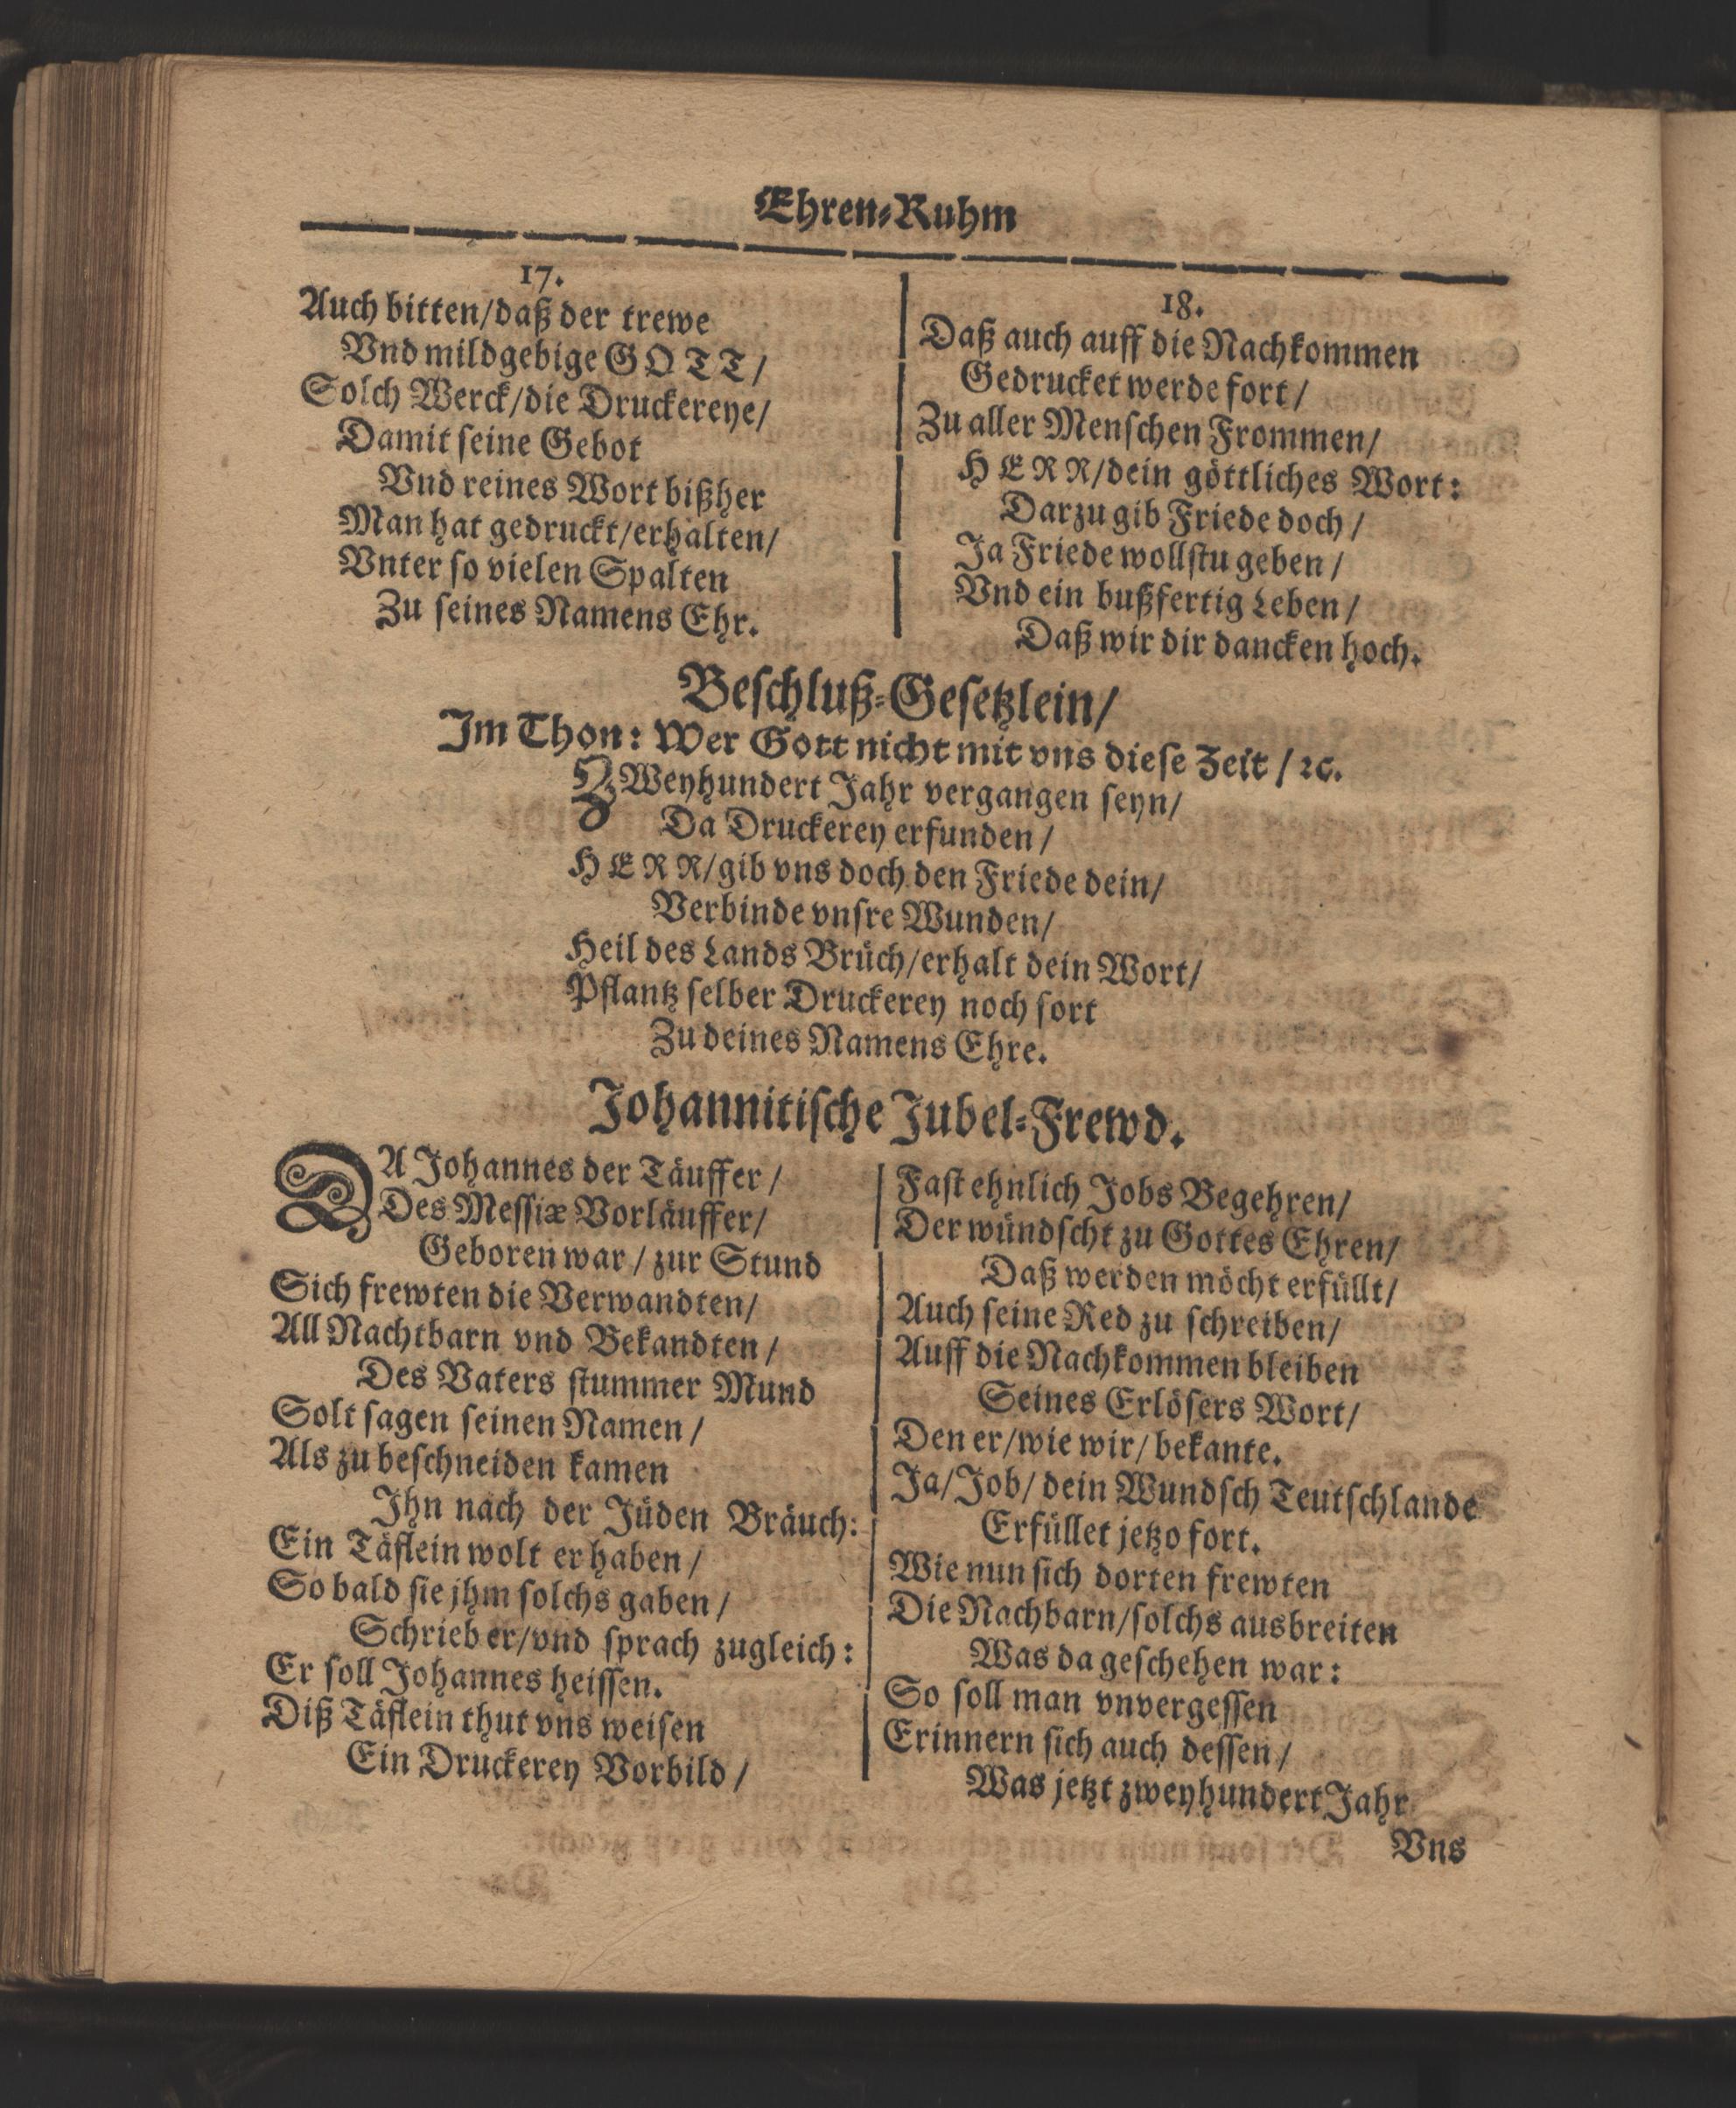 Ehren-Ruhm
17.
Auch bitten/daß der trewe
Vnd mildgebige GOTT/
Solch Werck/die Druckereye/
Damit seine Gebot
Vnd reines Wort bißher
Man hat gedruckt/erhalten/
Vnter so vielen Spalten
Zu seines Namens Ehr.
18.
Daß auch auff die Nachkommen
Gedrucket werde fort/
Zu aller Menschen Frommen/
HERR/dein göttliches Wort:
Darzu gib Friede doch/
Ja Friede wollstu geben/
Vnd ein bußfertig Leben/
Daß wir dir dancken hoch.
Beschluß-Gesetzlein/
Im Thon: Wer Gott nicht mit vns diese Zeit/ ꝛc.
ZWeyhundert Jahr vergangen seyn/
Da Druckerey erfunden/
HERR/gib vns doch den Friede dein/
Verbinde vnsre Wunden/
Heil des Lands Brüch/erhalt dein Wort/
Pflantz selber Druckerey noch fort
Zu deines Namens Ehre.
Johannitische Jubel-Frewd.
DA Johannes der Täuffer/
Des Messiæ Vorläuffer/
Geboren war/ zur Stund
Sich frewten die Verwandten/
All Nachtbarn vnd Bekandten/
Des Vaters stummer Mund
Solt sagen seinen Namen/
Als zu beschneiden kamen
Ihn nach der Jüden Bräuch:
Ein Täflein wolt er haben/
So bald sie jhm solchs gaben/
Schrieb er/vnd sprach zugleich:
Er soll Johannes heissen.
Diß Täflein thut vns weisen
Ein Druckerey Vorbild/
Fast ehnlich Jobs Begehren/
Der wündscht zu Gottes Ehren/
Daß werden möcht erfüllt/
Auch seine Red zu schreiben/
Auff die Nachkommen bleiben
Seines Erlösers Wort/
Den er/wie wir/ bekante.
Ja/Job/ dein Wundsch Teutschlande
Erfüllet jetzo fort.
Wie nun sich dorten frewten
Die Nachbarn/solchs ausbreiten
Was da geschehen war:
So soll man vnvergessen
Erinnern sich auch dessen/
Was jetzt zweyhundert Jahr
Vns